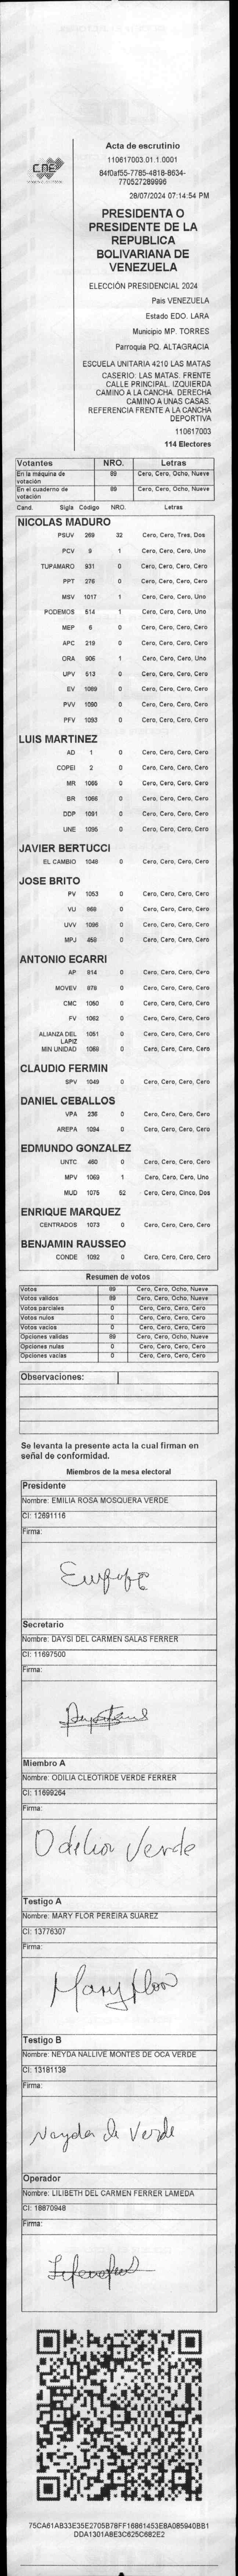 CNE
Acta de escrutinio
110617003.01.1.0001
84f0af55-7785-4818-8634-
770527289996
28/07/2024 07:14:54 PM
PRESIDENTA O
PRESIDENTE DE LA
REPUBLICA
BOLIVARIANA DE
VENEZUELA
ELECCIÓN PRESIDENCIAL 2024
Pais VENEZUELA
Estado EDO. LARA
Municipio MP. TORRES
Parroquia PQ. ALTAGRACIA
ESCUELA UNITARIA 4210 LAS MATAS
CASERIO: LAS MATAS. FRENTE
CALLE PRINCIPAL. IZQUIERDA
CAMINO A LA CANCHA. DERECHA
CAMINO A UNAS CASAS.
REFERENCIA FRENTE A LA CANCHA
DEPORTIVA
110617003
114 Electores
Votantes NRO. Letras
En la máquina de votación 89 Cero, Cero, Ocho, Nueve
En el cuaderno de votación 89 Cero, Cero, Ocho, Nueve
Cand. Sigla Código NRO. Letras
NICOLAS MADURO
PSUV 269 32 Cero, Cero, Tres, Dos
PCV 9 1 Cero, Cero, Cero, Uno
TUPAMARO 931 0 Cero, Cero, Cero, Cero
PPT 276 0 Cero, Cero, Cero, Cero
MSV 1017 1 Cero, Cero, Cero, Uno
PODEMOS 514 1 Cero, Cero, Cero, Uno
MEP 6 0 Cero, Cero, Cero, Cero
APC 219 0 Cero, Cero, Cero, Cero
ORA 906 1 Cero, Cero, Cero, Uno
UPV 513 0 Cero, Cero, Cero, Cero
EV 1089 0 Cero, Cero, Cero, Cero
PVV 1090 0 Cero, Cero, Cero, Cero
PFV 1093 0 Cero, Cero, Cero, Cero
LUIS MARTINEZ
AD 1 0 Cero, Cero, Cero, Cero
COPEI 2 0 Cero, Cero, Cero, Cero
MR 1065 0 Cero, Cero, Cero, Cero
BR 1066 0 Cero, Cero, Cero, Cero
DDP 1091 0 Cero, Cero, Cero, Cero
UNE 1095 0 Cero, Cero, Cero, Cero
JAVIER BERTUCCI
EL CAMBIO 1048 0 Cero, Cero, Cero, Cero
JOSE BRITO
PV 1053 0 Cero, Cero, Cero, Cero
VU 969 0 Cero, Cero, Cero, Cero
UVV 1096 0 Cero, Cero, Cero, Cero
MPJ 459 0 Cero, Cero, Cero, Cero
ANTONIO ECARRI
AP 914 0 Cero, Cero, Cero, Cero
MOVEV 978 0 Cero, Cero, Cero, Cero
CMC 1050 0 Cero, Cero, Cero, Cero
FV 1062 0 Cero, Cero, Cero, Cero
ALIANZA DEL LAPIZ 1051 0 Cero, Cero, Cero, Cero
MIN UNIDAD 1088 0 Cero, Cero, Cero, Cero
CLAUDIO FERMIN
SPV 1049 0 Cero, Cero, Cero, Cero
DANIEL CEBALLOS
VPA 236 0 Cero, Cero, Cero, Cero
AREPA 1094 0 Cero, Cero, Cero, Cero
EDMUNDO GONZALEZ
UNTC 460 0 Cero, Cero, Cero, Cero
MPV 1069 1 Cero, Cero, Cero, Uno
MUD 1075 52 Cero, Cero, Cinco, Dos
ENRIQUE MARQUEZ
CENTRADOS 1073 0 Cero, Cero, Cero, Cero
BENJAMIN RAUSSEO
CONDE 1092 0 Cero, Cero, Cero, Cero
Resumen de votos
Votos 89 Cero, Cero, Ocho, Nueve
Votos validos 89 Cero, Cero, Ocho, Nueve
Votos parciales 0 Cero, Cero, Cero, Cero
Votos nulos 0 Cero, Cero, Cero, Cero
Votos vacios 0 Cero, Cero, Cero, Cero
Opciones validas 89 Cero, Cero, Ocho, Nueve
Opciones nulas 0 Cero, Cero, Cero, Cero
Opciones vacias 0 Cero, Cero, Cero, Cero
Observaciones:
Se levanta la presente acta la cual firman en
señal de conformidad.
Miembros de la mesa electoral
Presidente
Nombre: EMILIA ROSA MOSQUERA VERDE
CI: 12691116
Firma:
Secretario
Nombre: DAYSI DEL CARMEN SALAS FERRER
CI: 11697500
Firma:
Miembro A
Nombre: ODILIA CLEOTIRDE VERDE FERRER
CI: 11699264
Firma:
Odilia Verde
Testigo A
Nombre: MARY FLOR PEREIRA SUAREZ
CI: 13776307
Firma:
Mary Flor
Testigo B
Nombre: NEYDA NALLIVE MONTES DE OCA VERDE
CI: 13181138
Firma:
Nayda de Verde
Operador
Nombre: LILIBETH DEL CARMEN FERRER LAMEDA
CI: 18870948
Firma:
75CA61AB33E35E2705B78FF16861453E8A085940BB1
DDA1301A8E3C625C682E2